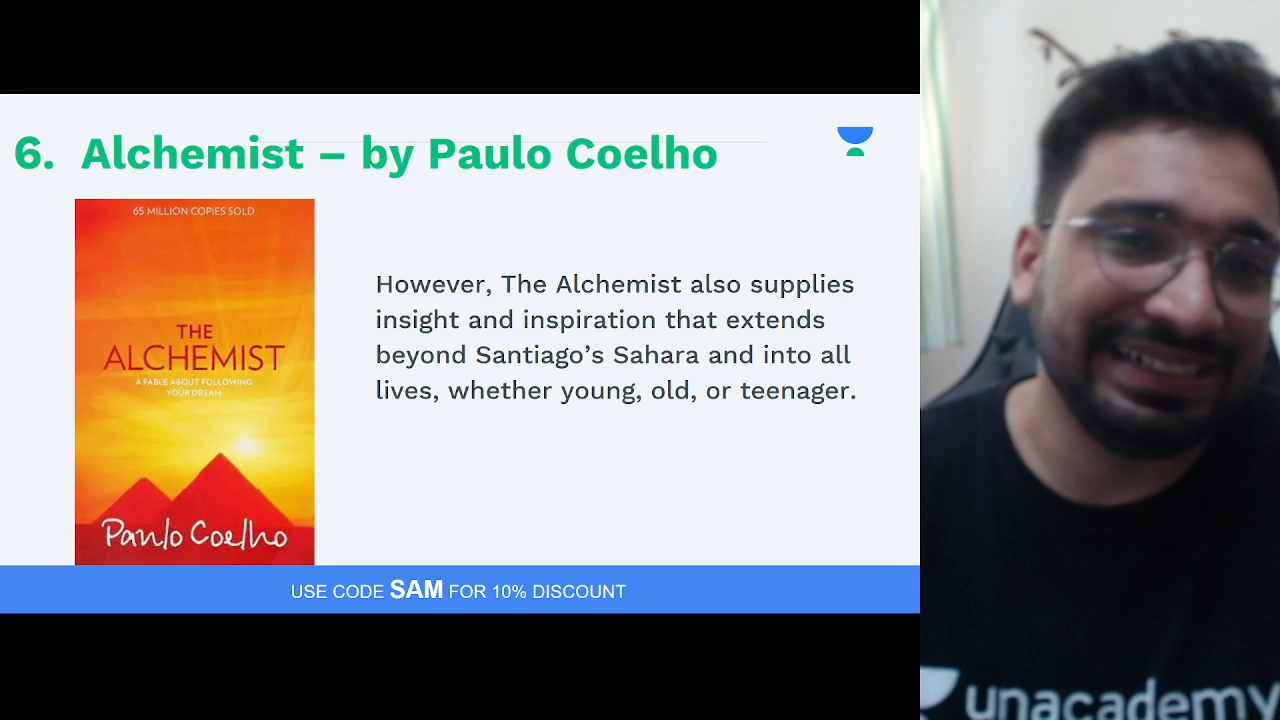 6. Alchemist – by Paulo Coelho
65 MILLION COPIES SOLD
THE
ALCHEMIST
A FABLE ABOUT FOLLOWING
YOUR DREAM
Paulo Coelho
However, The Alchemist also supplies
insight and inspiration that extends
beyond Santiago’s Sahara and into all
lives, whether young, old, or teenager.
USE CODE SAM FOR 10% DISCOUNT
unacademy